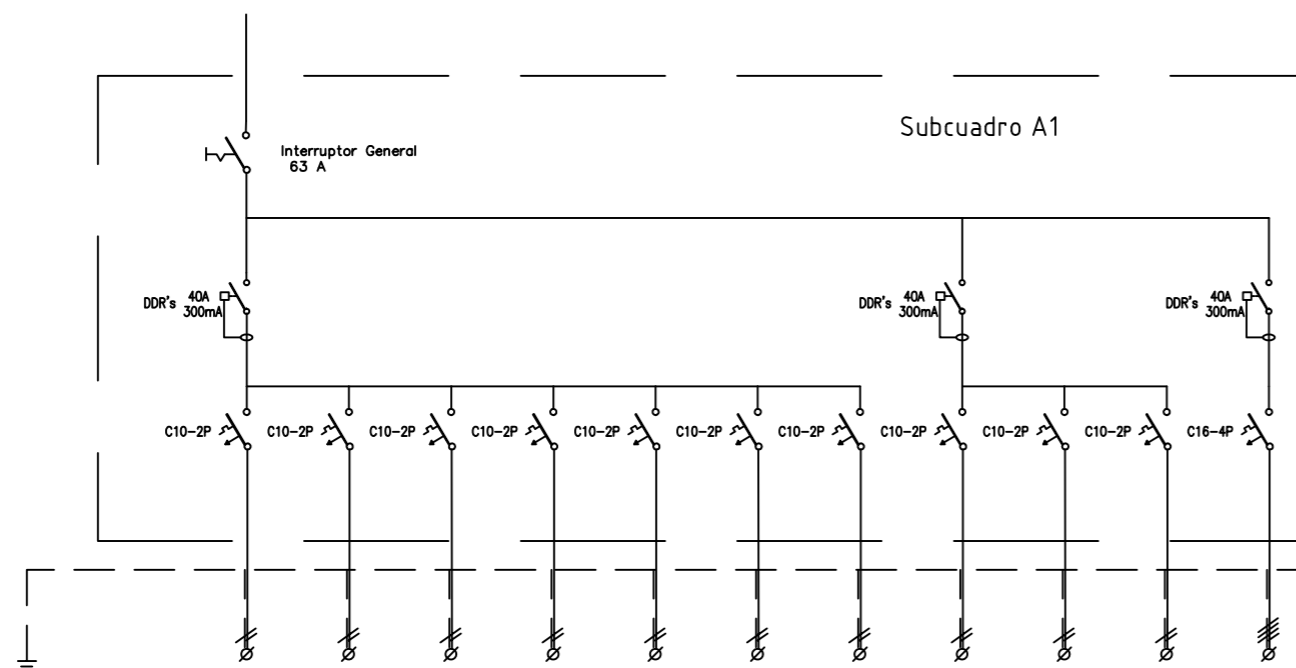 Subcuadro A1
Interruptor General
63 A
DDR's 40A
300mA
DDR's 40A
300mA
DDR's 40A
300mA
C10-2P
C10-2P
C10-2P
C10-2P
C10-2P
C10-2P
C10-2P
C10-2P
C10-2P
C10-2P
C16-4P